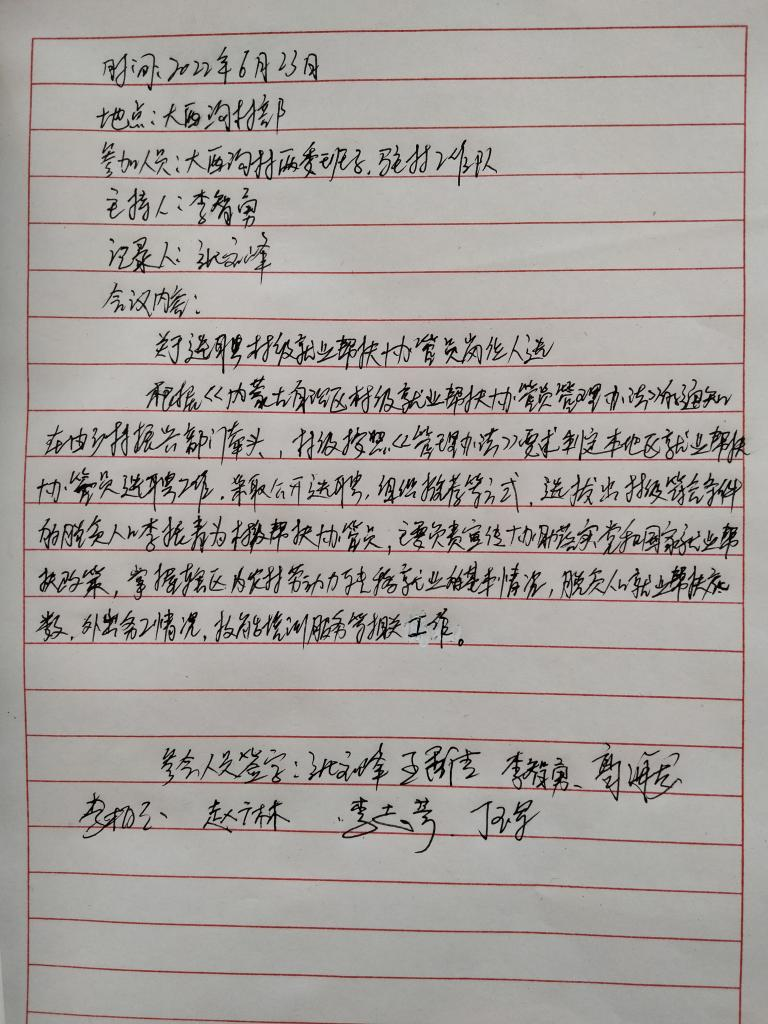 时间：2022年6月23日
地点：大西沟村部
参加人员：大西沟村两委班子、驻村工作队
主持人：李智勇
记录人：张文峰
会议内容：
关于选聘村级就业帮扶协管员岗位人选
根据《内蒙古自治区村级就业帮扶协管员管理办法》的通知
在由乡村振兴部门牵头，村级按照《管理办法》要求制定本地区就业帮扶
协管员选聘工作，采取公开选聘，组织推荐等方式，选拔出村级符合条件
的脱贫人口李振春为村级帮扶协管员，主要负责宣传协助落实党和国家就业帮
扶政策，掌握辖区内农村劳动力转移就业的基本情况，脱贫人口就业帮扶底
数，外出务工情况，技能培训服务等相关工作。
参会人员签字：张文峰 李智勇、
赵广林